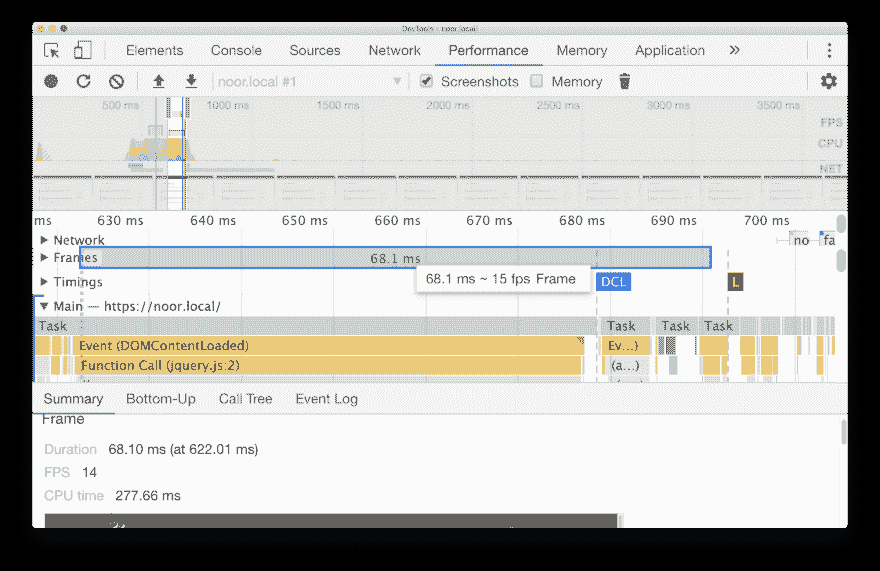 DevTools - noor.local
Elements Console Sources Network Performance Memory Application »
noor.local #1 Screenshots Memory
500 ms 1000 ms 1500 ms 2000 ms 2500 ms 3000 ms 3500 ms
FPS
CPU
NET
ms 630 ms 640 ms 650 ms 660 ms 670 ms 680 ms 690 ms 700 ms
Network no fa
Frames 68.1 ms
68.1 ms ~ 15 fps Frame
Timings DCL L
Main — https://noor.local/
Task Task Task Task
Event (DOMContentLoaded) Ev...)
Function Call (jquery.js:2) (a...)
Summary Bottom-Up Call Tree Event Log
Frame
Duration 68.10 ms (at 622.01 ms)
FPS 14
CPU time 277.66 ms